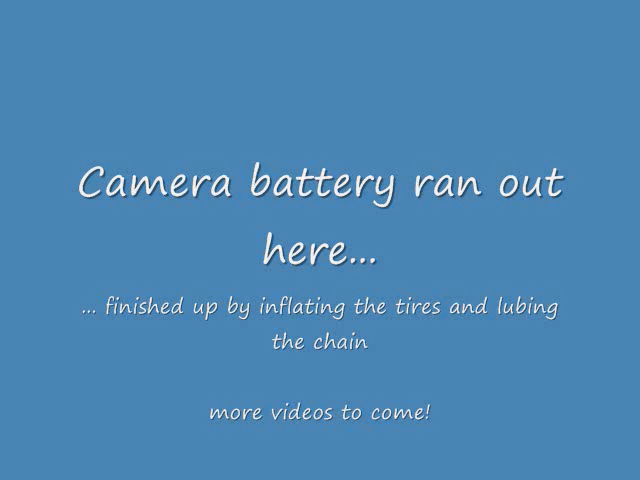 Camera battery ran out
here...
... finished up by inflating the tires and lubing
the chain
more videos to come!